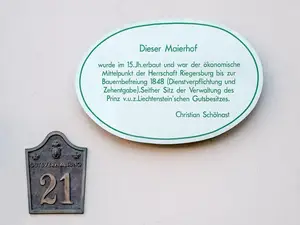 Dieser Maierhof
wurde im 15.Jh.erbaut und war der ökonomische
Mittelpunkt der Herrschaft Riegersburg bis zur
Bauernbefreiung 1848 (Dienstverpflichtung und
Zehentgabe).Seither Sitz der Verwaltung des
Prinz v.u.z.Liechtenstein'schen Gutsbesitzes.
Christian Schölnast
21